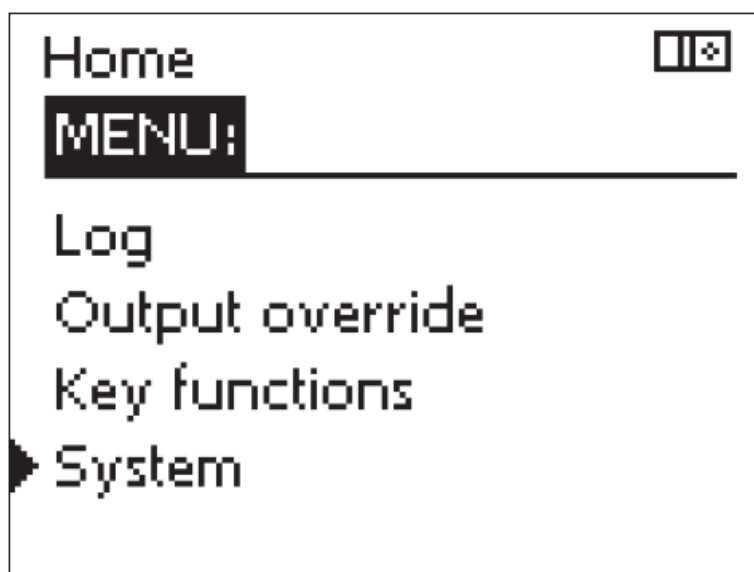 Home
MENU:
Log
Output override
Key functions
System